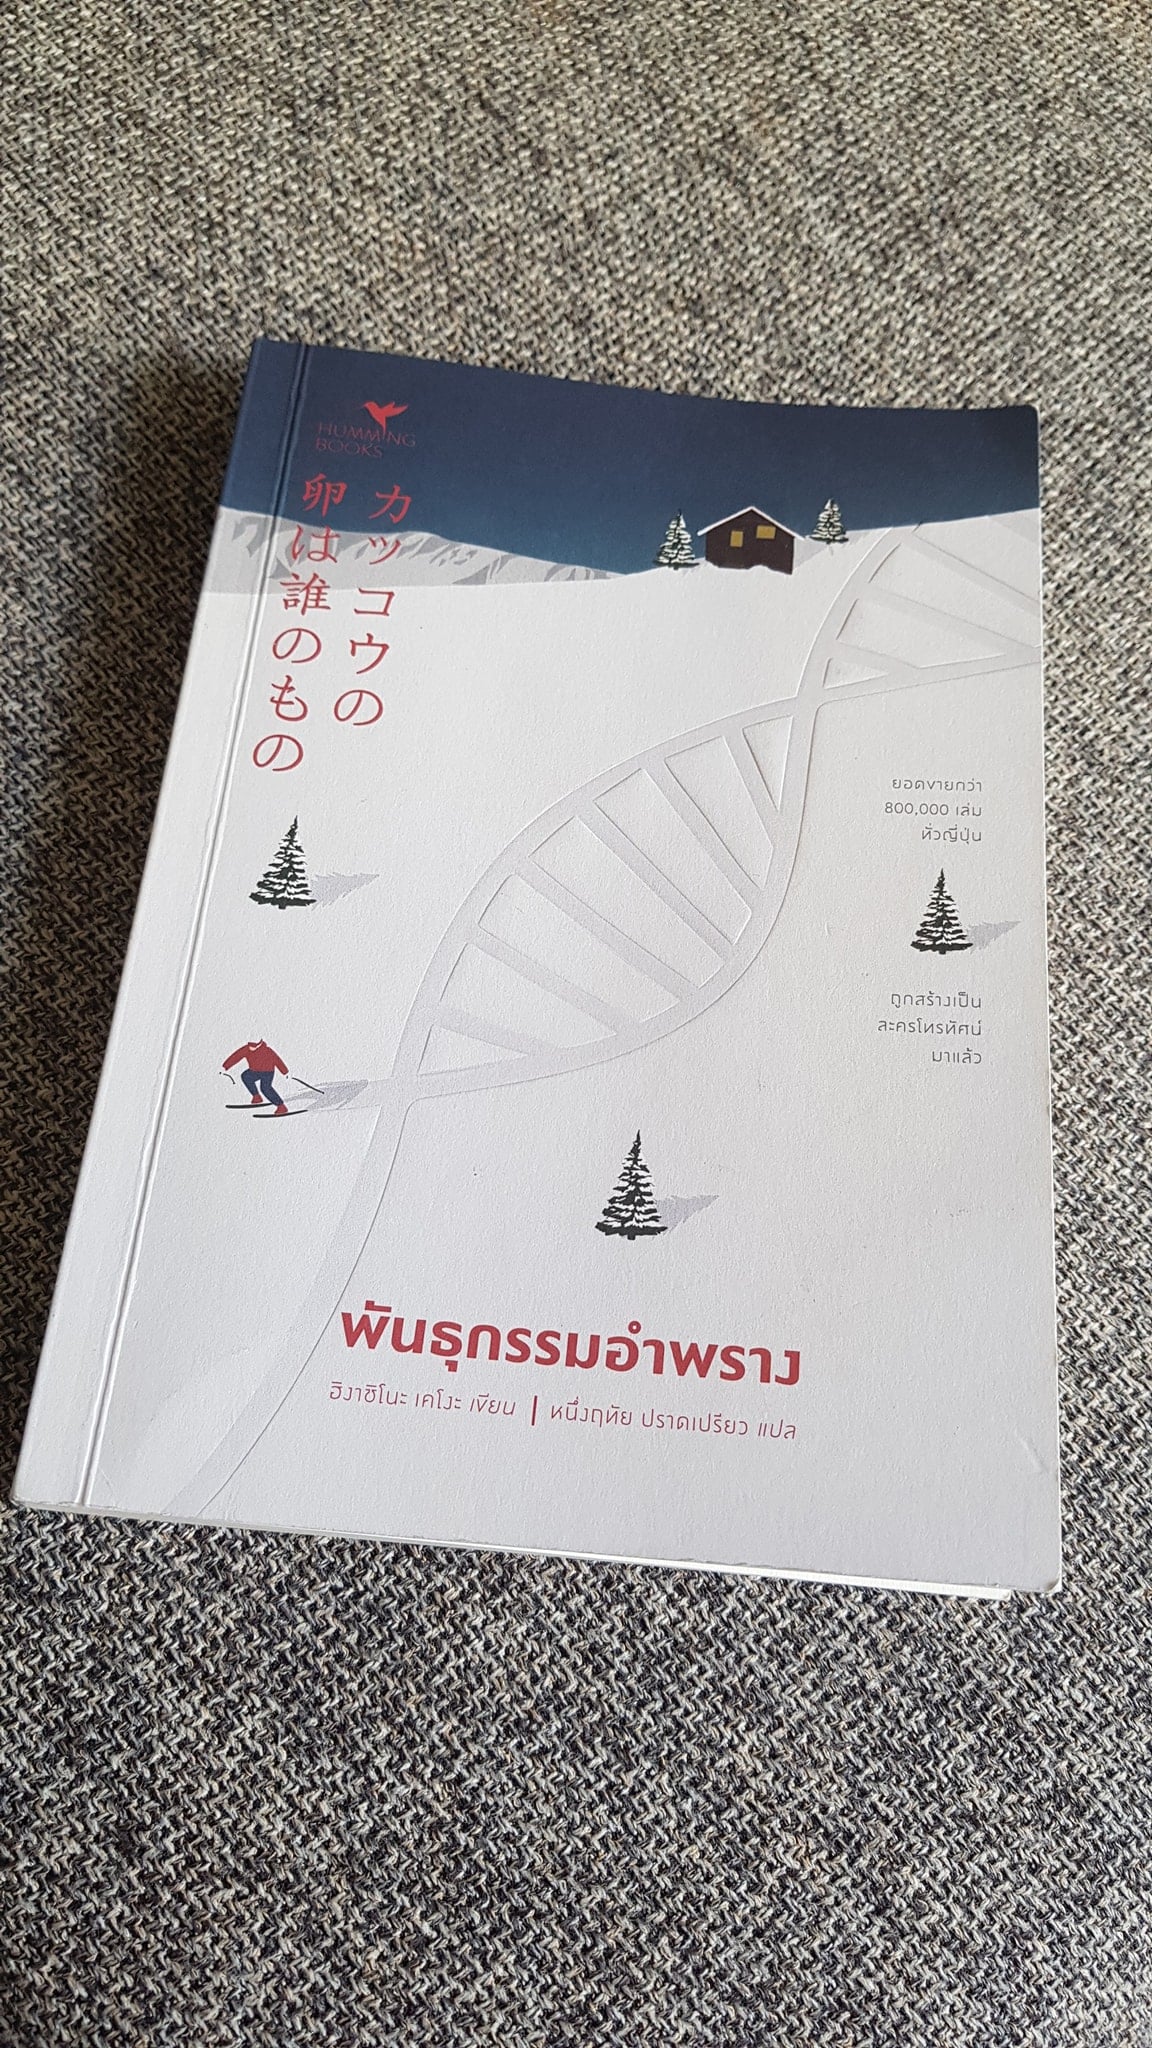 HUMMING
BOOKS
カッコウの
卵は誰のもの
ยอดขายกว่า
800,000 เล่ม
ทั่วญี่ปุ่น
ถูกสร้างเป็น
ละครโทรทัศน์
มาแล้ว
พันธุกรรมอำพราง
ฮิงาชิโนะ เคโงะ เขียน | หนึ่งฤทัย ปราดเปรียว แปล